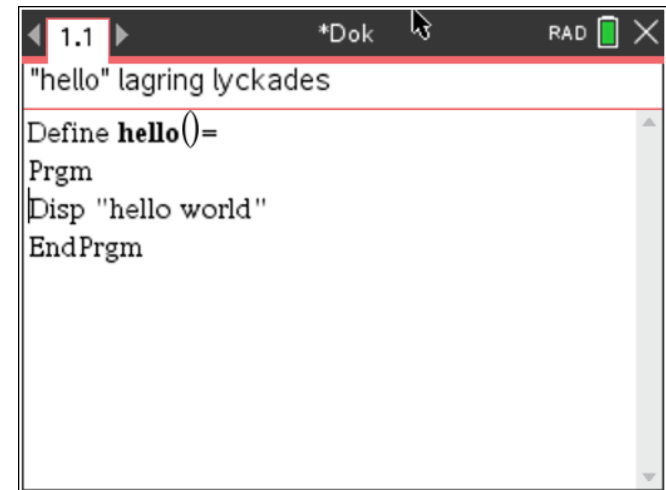 1.1 *Dok RAD
"hello" lagring lyckades
Define hello()=
Prgm
Disp "hello world"
EndPrgm